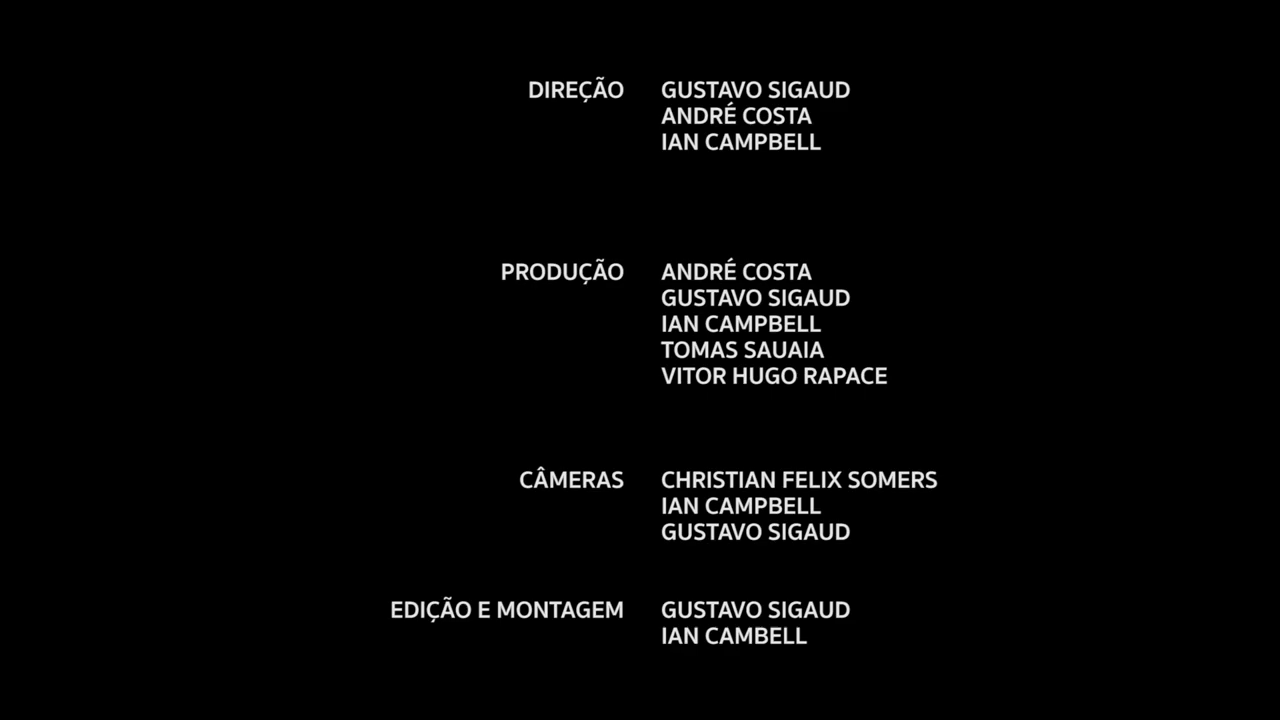 DIREÇÃO GUSTAVO SIGAUD
ANDRÉ COSTA
IAN CAMPBELL
PRODUÇÃO ANDRÉ COSTA
GUSTAVO SIGAUD
IAN CAMPBELL
TOMAS SAUAIA
VITOR HUGO RAPACE
CÂMERAS CHRISTIAN FELIX SOMERS
IAN CAMPBELL
GUSTAVO SIGAUD
EDIÇÃO E MONTAGEM GUSTAVO SIGAUD
IAN CAMBELL